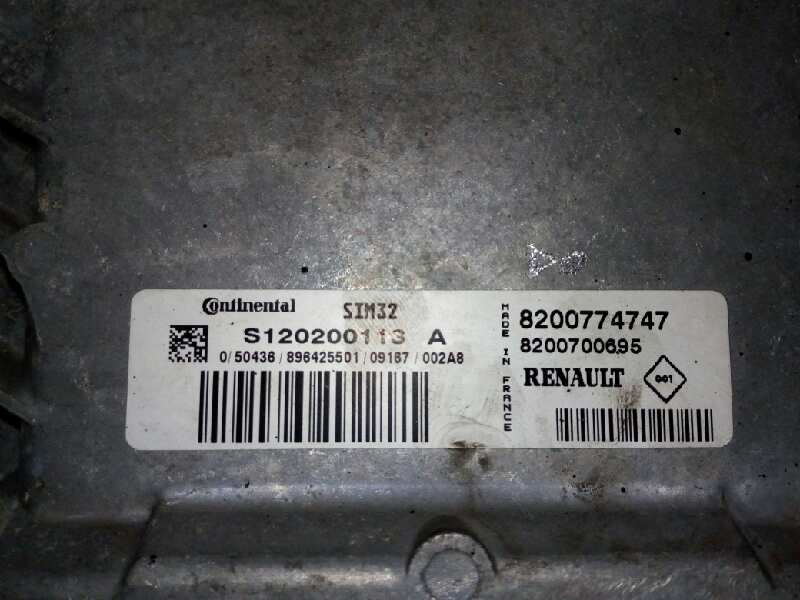 Continental SIM32
S120200113 A
0/50436/896425501/09187/002A8
MADE IN FRANCE
8200774747
8200700695
RENAULT
001